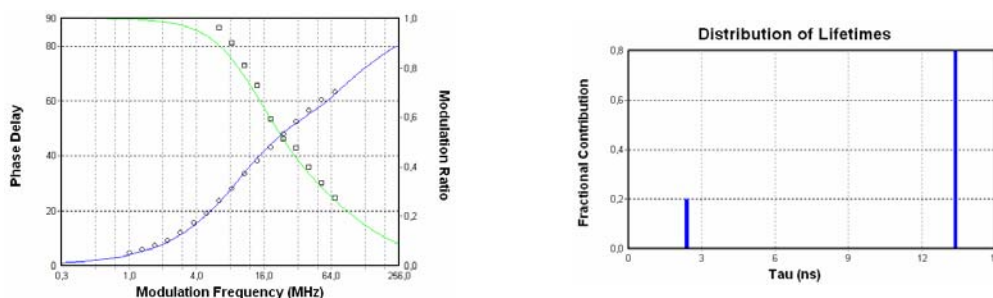 90
80
60
40
20
0
Phase Delay
1,0
0,8
0,6
0,4
0,2
0,0
Modulation Ratio
0,3 1,0 4,0 16,0 64,0 256,0
Modulation Frequency (MHz)
Distribution of Lifetimes
0,8
0,6
0,4
0,2
0,0
Fractional Contribution
0 3 6 9 12 15
Tau (ns)